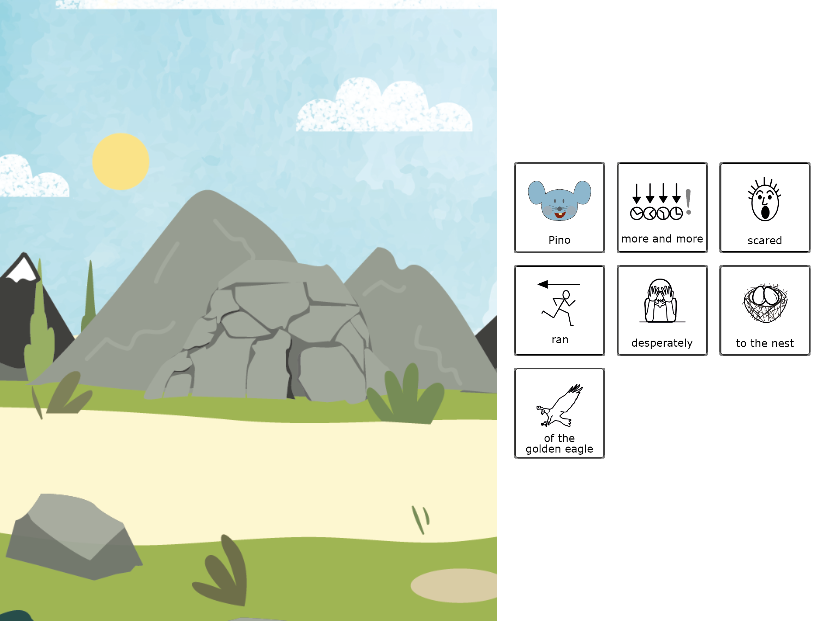 Pino
more and more
scared
ran
desperately
to the nest
of the
golden eagle